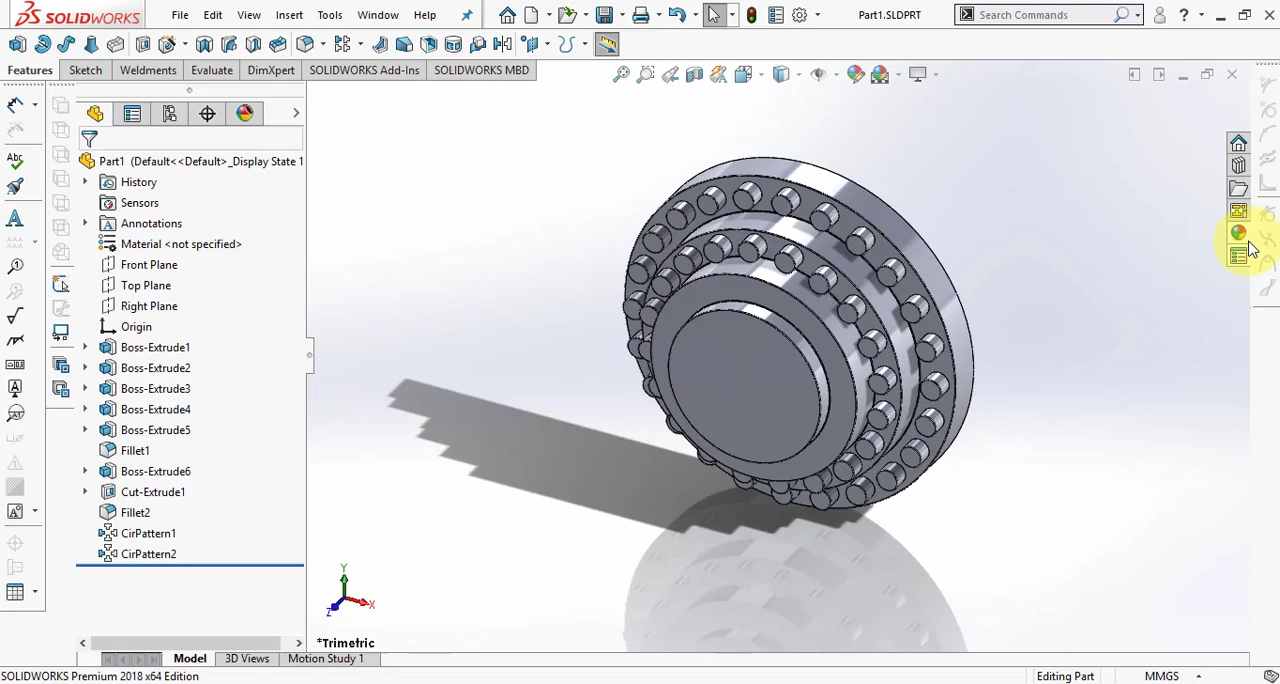 SOLIDWORKS File Edit View Insert Tools Window Help Part1.SLDPRT Search Commands ?
Features Sketch Weldments Evaluate DimXpert SOLIDWORKS Add-Ins SOLIDWORKS MBD
Part1 (Default<<Default>_Display State 1
History
Sensors
Annotations
Material <not specified>
Front Plane
Top Plane
Right Plane
Origin
Boss-Extrude1
Boss-Extrude2
Boss-Extrude3
Boss-Extrude4
Boss-Extrude5
Fillet1
Boss-Extrude6
Cut-Extrude1
Fillet2
CirPattern1
CirPattern2
Abc
A
Y
X
Z
*Trimetric
Model 3D Views Motion Study 1
SOLIDWORKS Premium 2018 x64 Edition Editing Part MMGS